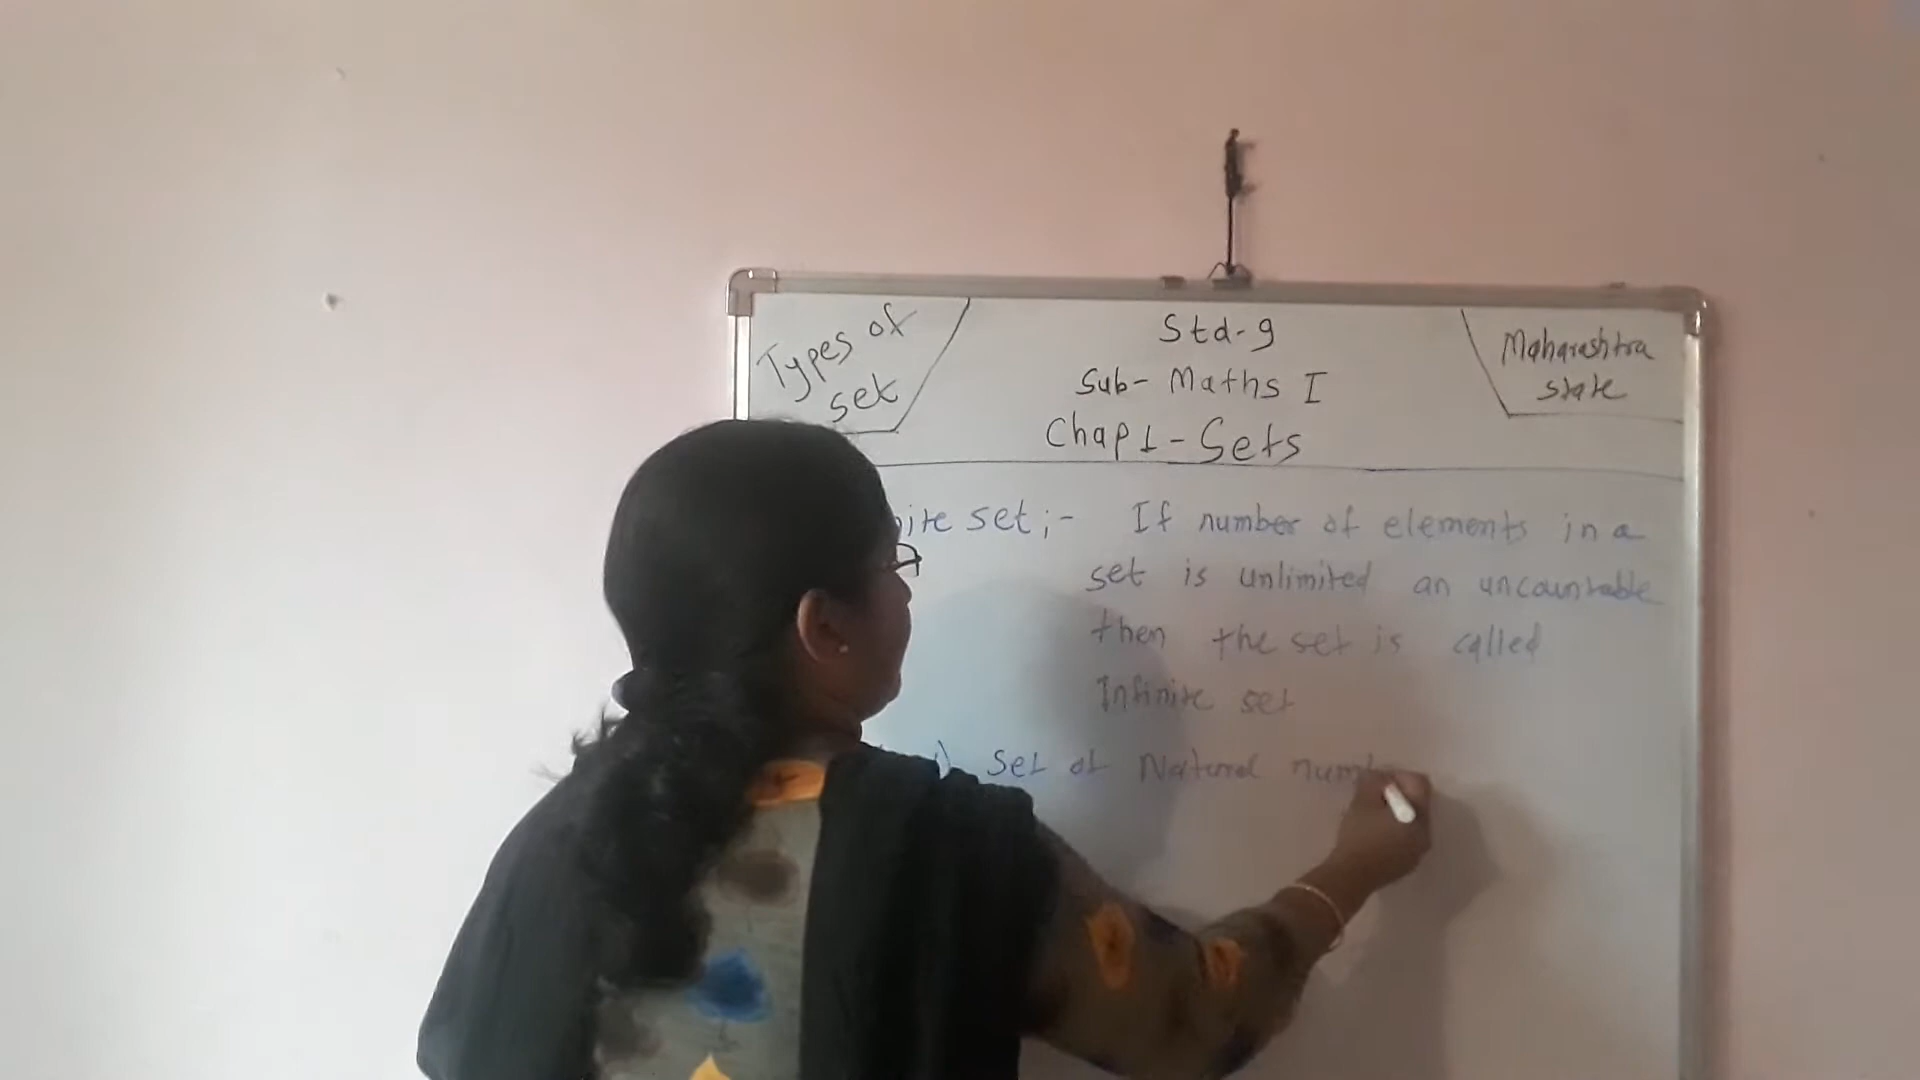 Types of
set
Std-9
Sub- Maths I
Chap 1 - Sets
Maharashtra
state
set ;- If number of elements in a
set is unlimited an uncountable
then the set is called
Infinite set
1) Set of Natural